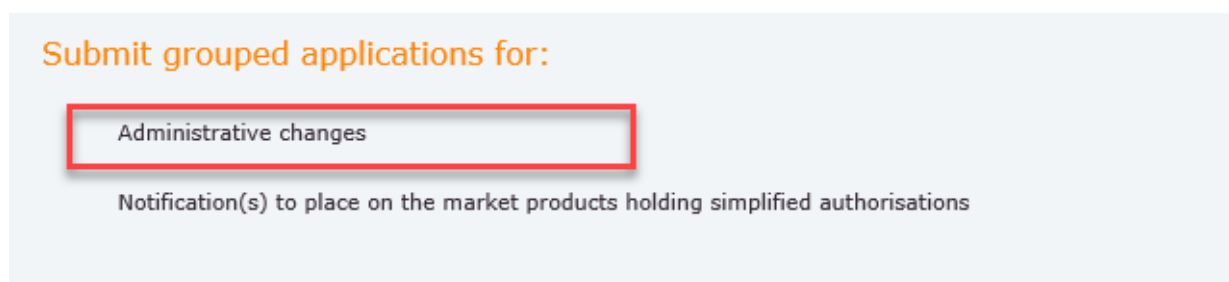 Submit grouped applications for:
Administrative changes
Notification(s) to place on the market products holding simplified authorisations